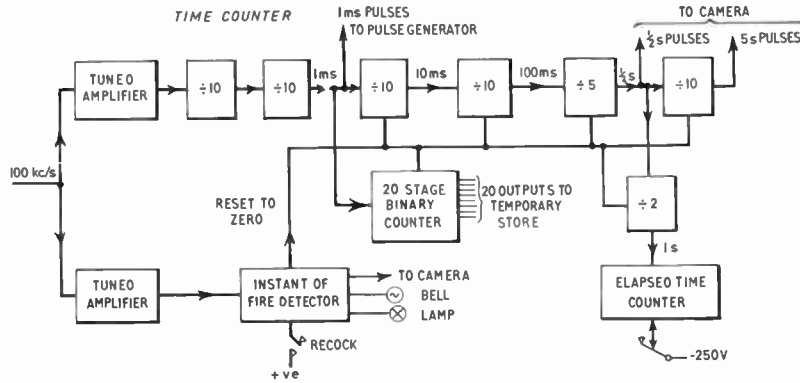 TIME COUNTER
1ms PULSES
TO PULSE GENERATOR
TO CAMERA
½s PULSES
5s PULSES
TUNEO
AMPLIFIER
÷10
÷10
1ms
÷10
10ms
÷10
100ms
÷5
½s
÷10
100 kc/s
RESET TO
ZERO
20 STAGE
BINARY
COUNTER
20 OUTPUTS TO
TEMPORARY
STORE
÷2
1s
TUNEO
AMPLIFIER
INSTANT OF
FIRE DETECTOR
TO CAMERA
BELL
LAMP
ELAPSEO TIME
COUNTER
RECOCK
+ve
-250V